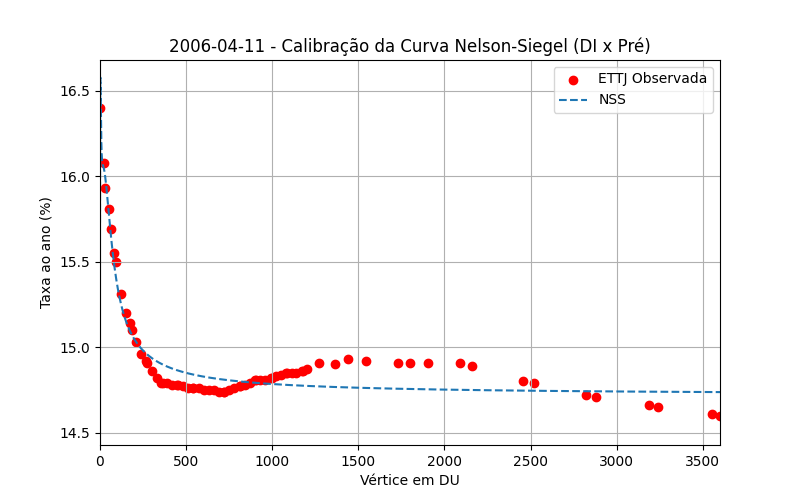 2006-04-11 - Calibração da Curva Nelson-Siegel (DI x Pré)
ETTJ Observada
NSS
Taxa ao ano (%)
16.5
16.0
15.5
15.0
14.5
0 500 1000 1500 2000 2500 3000 3500
Vértice em DU